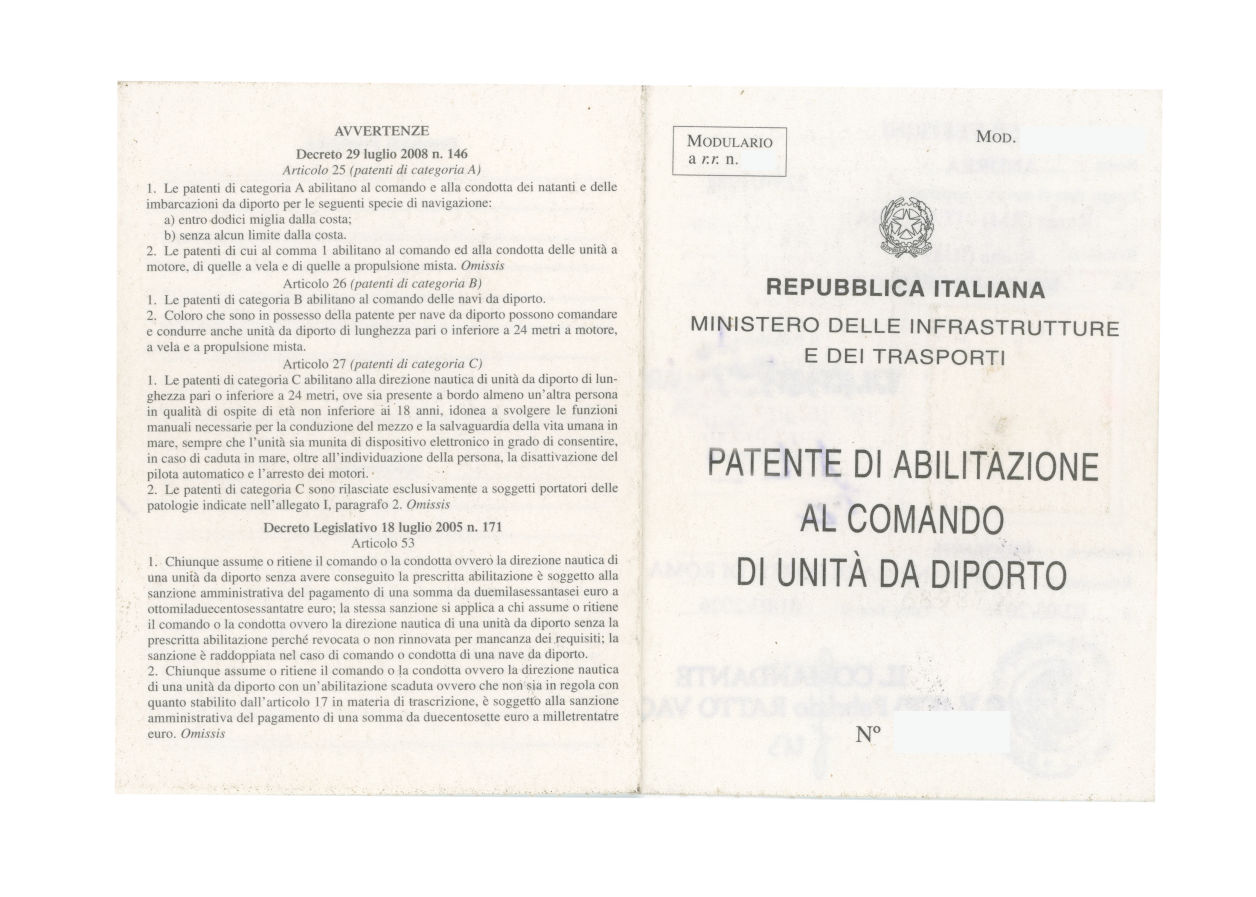 AVVERTENZE
Decreto 29 luglio 2008 n. 146
Articolo 25 (patenti di categoria A)
1. Le patenti di categoria A abilitano al comando e alla condotta dei natanti e delle
imbarcazioni da diporto per le seguenti specie di navigazione:
a) entro dodici miglia dalla costa;
b) senza alcun limite dalla costa.
2. Le patenti di cui al comma 1 abilitano al comando ed alla condotta delle unità a
motore, di quelle a vela e di quelle a propulsione mista. Omissis
Articolo 26 (patenti di categoria B)
1. Le patenti di categoria B abilitano al comando delle navi da diporto.
2. Coloro che sono in possesso della patente per nave da diporto possono comandare
e condurre anche unità da diporto di lunghezza pari o inferiore a 24 metri a motore,
a vela e a propulsione mista.
Articolo 27 (patenti di categoria C)
1. Le patenti di categoria C abilitano alla direzione nautica di unità da diporto di lun-
ghezza pari o inferiore a 24 metri, ove sia presente a bordo almeno un'altra persona
in qualità di ospite di età non inferiore ai 18 anni, idonea a svolgere le funzioni
manuali necessarie per la conduzione del mezzo e la salvaguardia della vita umana in
mare, sempre che l'unità sia munita di dispositivo elettronico in grado di consentire,
in caso di caduta in mare, oltre all'individuazione della persona, la disattivazione del
pilota automatico e l'arresto dei motori.
2. Le patenti di categoria C sono rilasciate esclusivamente a soggetti portatori delle
patologie indicate nell'allegato I, paragrafo 2. Omissis
Decreto Legislativo 18 luglio 2005 n. 171
Articolo 53
1. Chiunque assume o ritiene il comando o la condotta ovvero la direzione nautica di
una unità da diporto senza avere conseguito la prescritta abilitazione è soggetto alla
sanzione amministrativa del pagamento di una somma da duemilasessantasei euro a
ottomiladuecentosessantatre euro; la stessa sanzione si applica a chi assume o ritiene
il comando o la condotta ovvero la direzione nautica di una unità da diporto senza la
prescritta abilitazione perché revocata o non rinnovata per mancanza dei requisiti; la
sanzione è raddoppiata nel caso di comando o condotta di una nave da diporto.
2. Chiunque assume o ritiene il comando o la condotta ovvero la direzione nautica
di una unità da diporto con un'abilitazione scaduta ovvero che non sia in regola con
quanto stabilito dall'articolo 17 in materia di trascrizione, è soggetto alla sanzione
amministrativa del pagamento di una somma da duecentosette euro a milletrentatre
euro. Omissis
MODULARIO
a r.r. n.
MOD.
REPUBBLICA ITALIANA
MINISTERO DELLE INFRASTRUTTURE
E DEI TRASPORTI
PATENTE DI ABILITAZIONE
AL COMANDO
DI UNITÀ DA DIPORTO
Nº